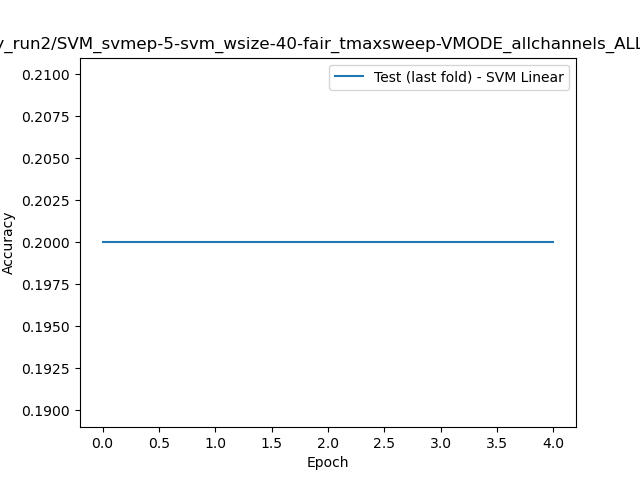 y_run2/SVM_svmep-5-svm_wsize-40-fair_tmaxsweep-VMODE_allchannels_ALL
Test (last fold) - SVM Linear
0.2100
0.2075
0.2050
0.2025
0.2000
0.1975
0.1950
0.1925
0.1900
Accuracy
0.0 0.5 1.0 1.5 2.0 2.5 3.0 3.5 4.0
Epoch